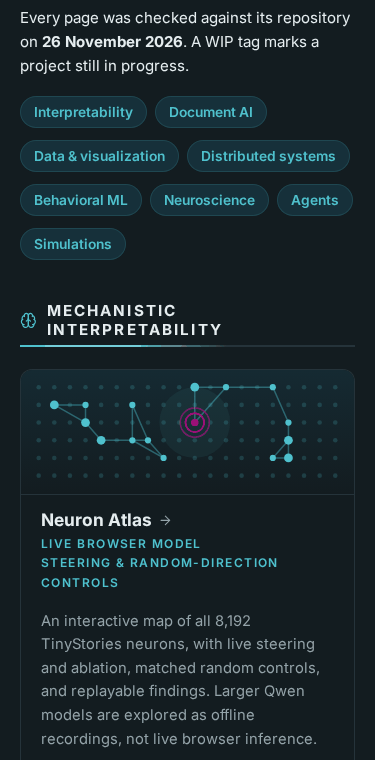 Every page was checked against its repository
on 26 November 2026. A WIP tag marks a
project still in progress.
Interpretability Document AI
Data & visualization Distributed systems
Behavioral ML Neuroscience Agents
Simulations
MECHANISTIC
INTERPRETABILITY
Neuron Atlas →
LIVE BROWSER MODEL
STEERING & RANDOM-DIRECTION
CONTROLS
An interactive map of all 8,192
TinyStories neurons, with live steering
and ablation, matched random controls,
and replayable findings. Larger Qwen
models are explored as offline
recordings, not live browser inference.